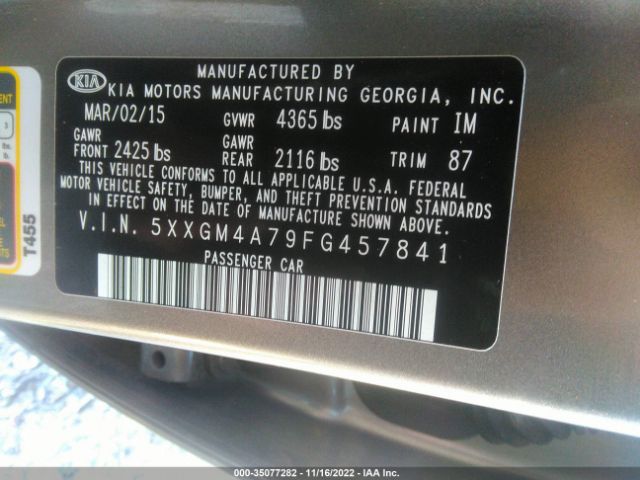 MANUFACTURED BY
KIA KIA MOTORS MANUFACTURING GEORGIA, INC.
MAR/02/15 GVWR 4365 lbs PAINT IM
GAWR FRONT 2425 lbs GAWR REAR 2116 lbs TRIM 87
THIS VEHICLE CONFORMS TO ALL APPLICABLE U.S.A. FEDERAL
MOTOR VEHICLE SAFETY, BUMPER, AND THEFT PREVENTION STANDARDS
IN EFFECT ON THE DATE OF MANUFACTURE SHOWN ABOVE.
V.I.N. 5XXGM4A79FG457841
PASSENGER CAR
T455
000-35077282 - 11/16/2022 - IAA Inc.